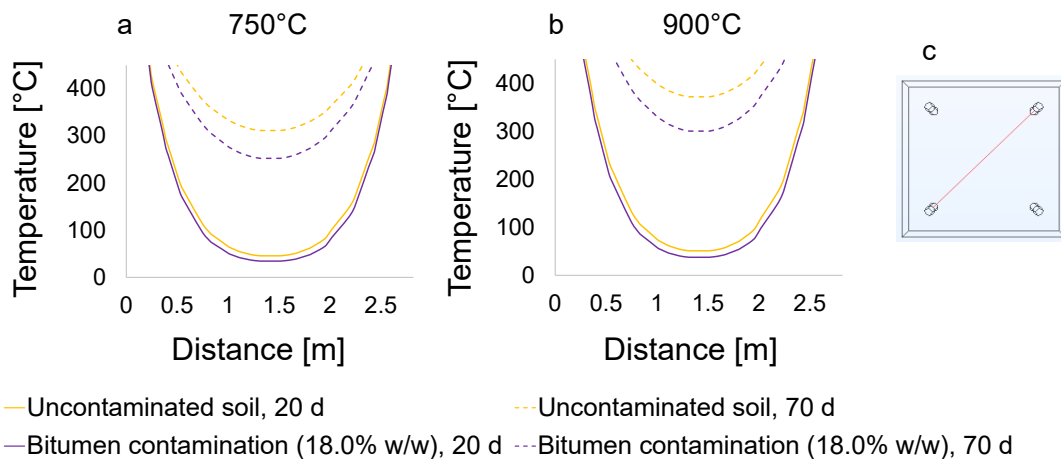 a 750°C
b 900°C
c
Temperature [°C]
400
300
200
100
0
0 0.5 1 1.5 2 2.5
Distance [m]
Temperature [°C]
400
300
200
100
0
0 0.5 1 1.5 2 2.5
Distance [m]
Uncontaminated soil, 20 d
Uncontaminated soil, 70 d
Bitumen contamination (18.0% w/w), 20 d
Bitumen contamination (18.0% w/w), 70 d